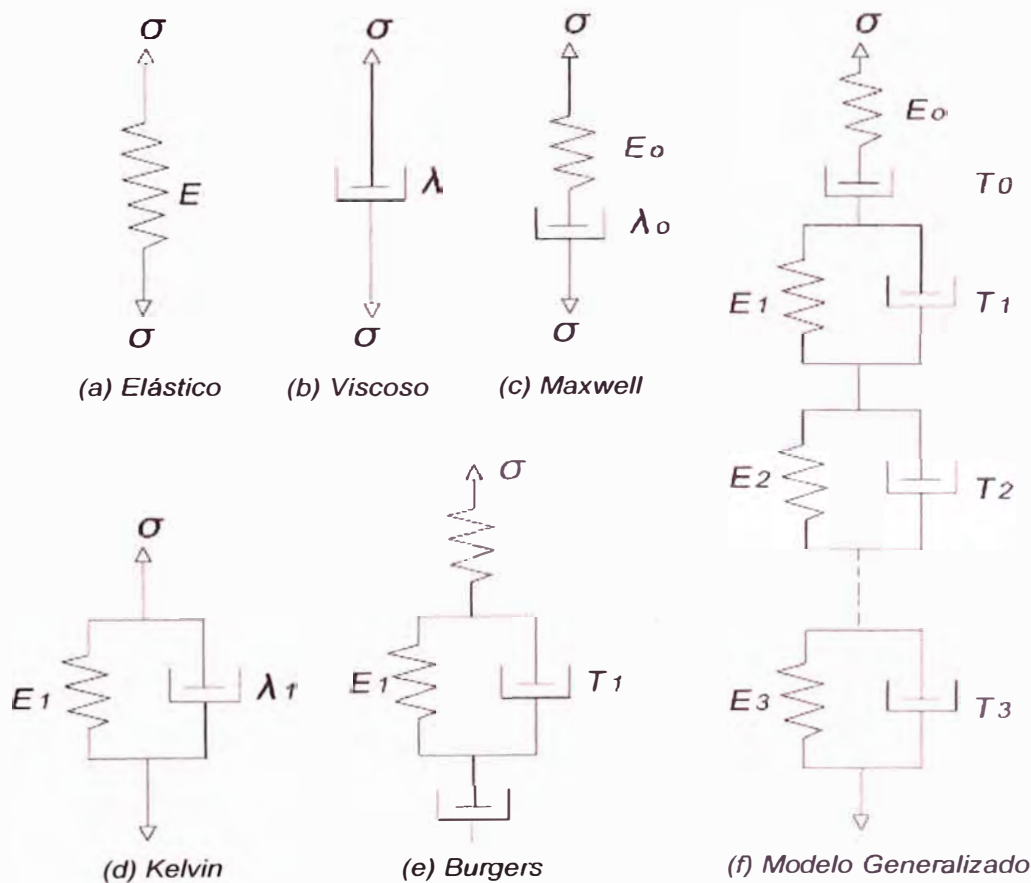 σ
E
σ
(a) Elástico
σ
λ
σ
(b) Viscoso
σ
Eo
λo
σ
(c) Maxwell
σ
E1
λ1
(d) Kelvin
σ
E1
T1
(e) Burgers
σ
Eo
To
E1
T1
E2
T2
E3
T3
(f) Modelo Generalizado